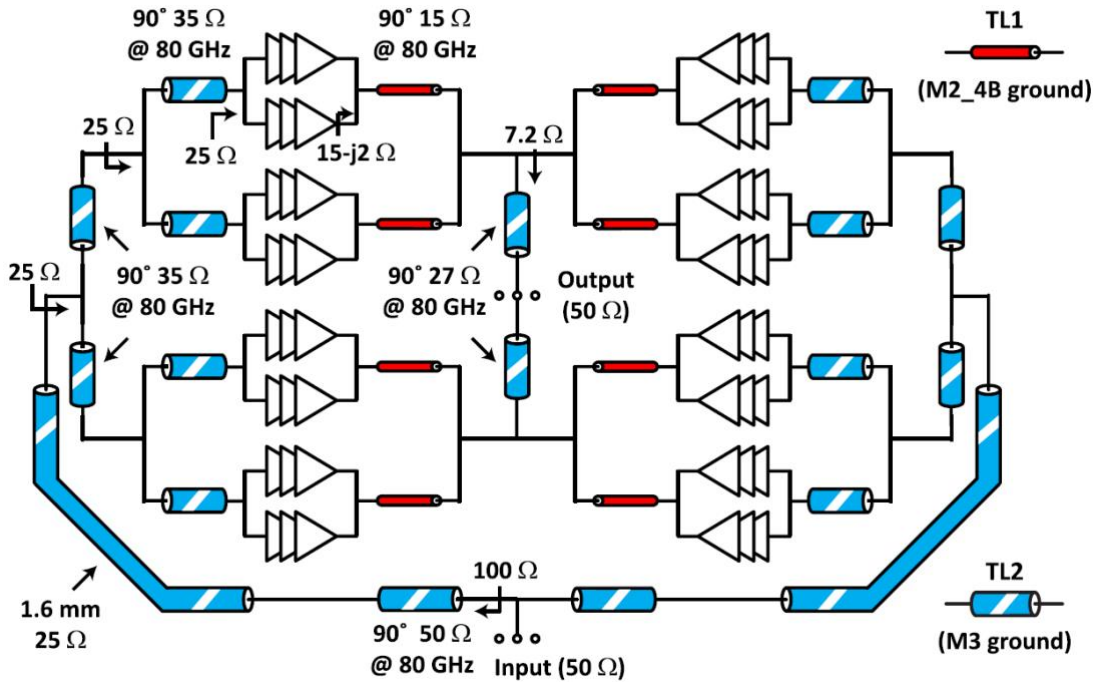 90° 35 Ω
@ 80 GHz
90° 15 Ω
@ 80 GHz
TL1
(M2_4B ground)
25 Ω
25 Ω
15-j2 Ω
7.2 Ω
25 Ω
90° 35 Ω
@ 80 GHz
90° 27 Ω
@ 80 GHz
Output
(50 Ω)
1.6 mm
25 Ω
100 Ω
90° 50 Ω
@ 80 GHz
Input (50 Ω)
TL2
(M3 ground)